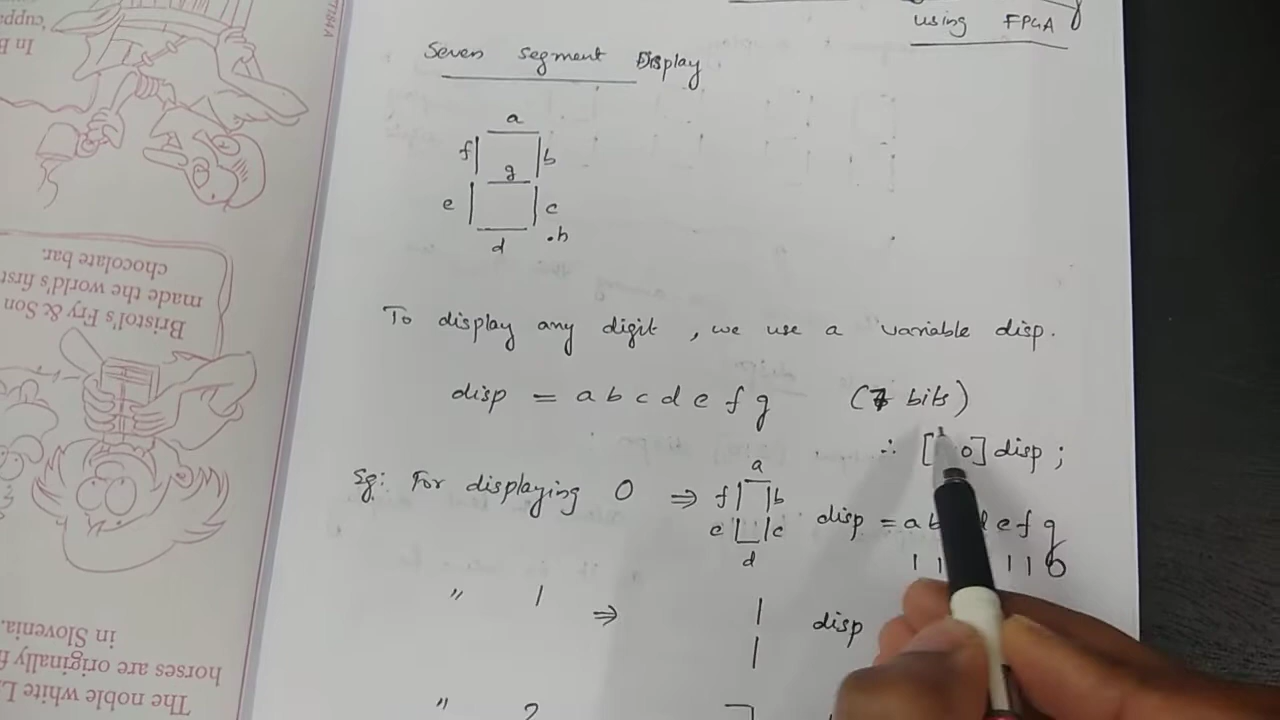 using FPGA
Seven segment Display
a
f b
g
e c
d .h
To display any digit, we use a variable disp.
disp = a b c d e f g (7 bits)
∴ [ 0] disp ;
Eg: For displaying 0 ⇒ disp = a b d e f g
a
f b
e c
d
1 1 1 1 0
" 1 ⇒ disp
" 2
7184A
cuppa
In B
Bristol's Fry & Son
made the world's first
chocolate bar.
The noble white L
horses are originally f
in Slovenia.